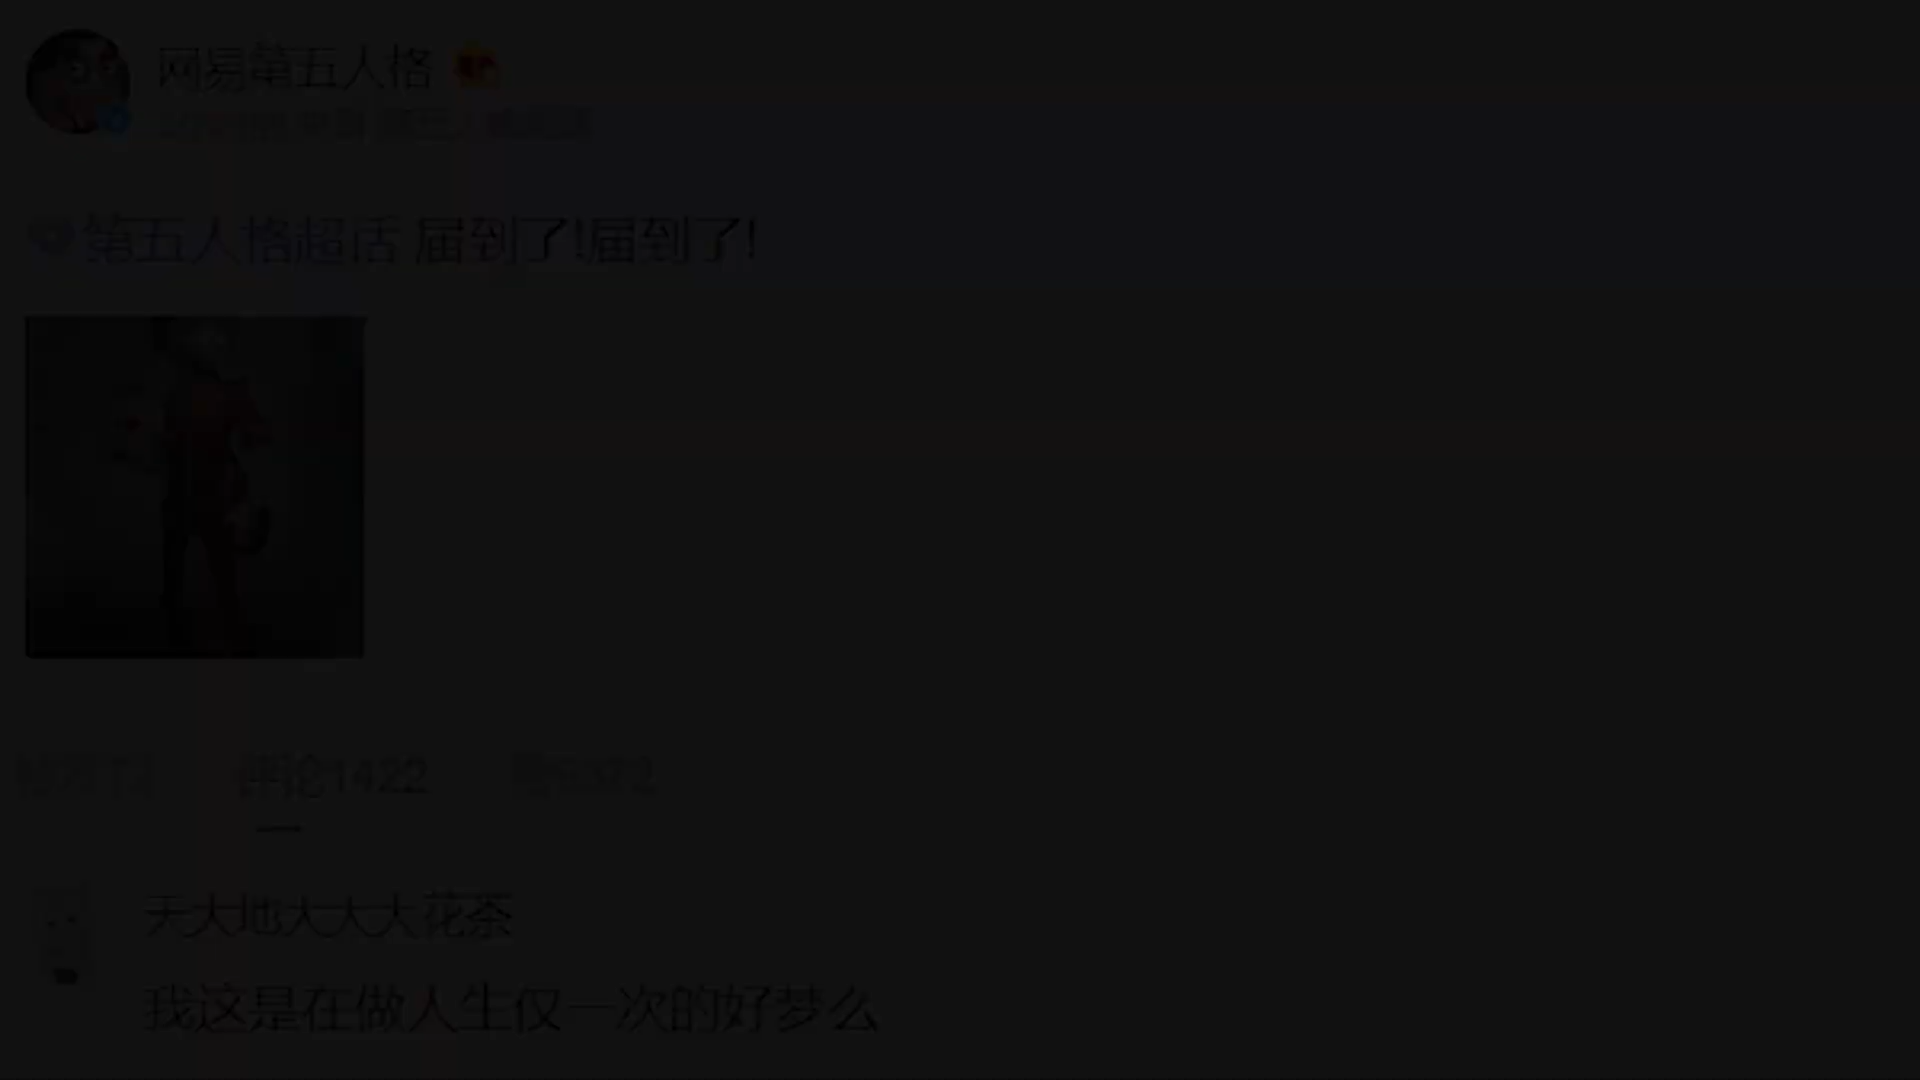 网易第五人格
第五人格超话 届到了!届到了!
评论1422
天大地大大大花茶
我这是在做人生仅一次的好梦么